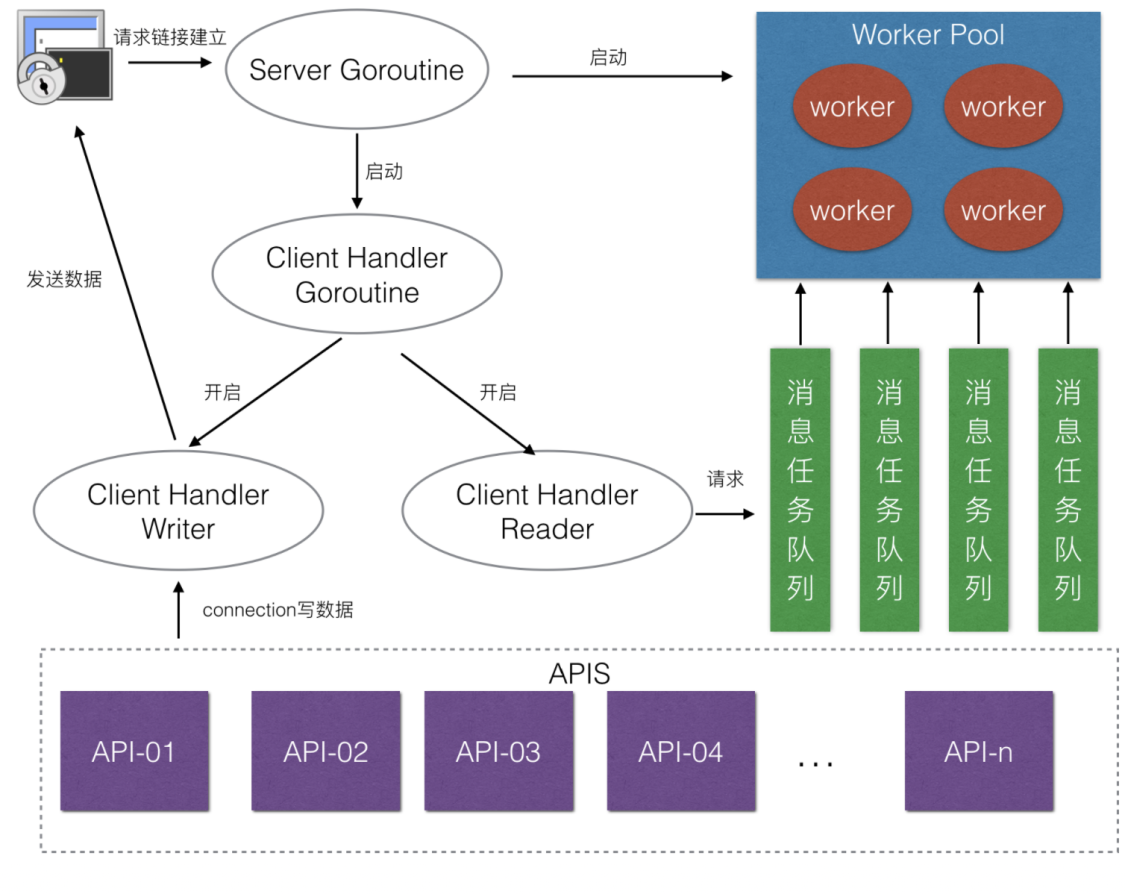 请求链接建立
Server Goroutine
启动
Worker Pool
worker
worker
worker
worker
启动
Client Handler
Goroutine
发送数据
开启
开启
Client Handler
Writer
Client Handler
Reader
请求
消息任务队列
消息任务队列
消息任务队列
消息任务队列
connection写数据
APIS
API-01
API-02
API-03
API-04
...
API-n